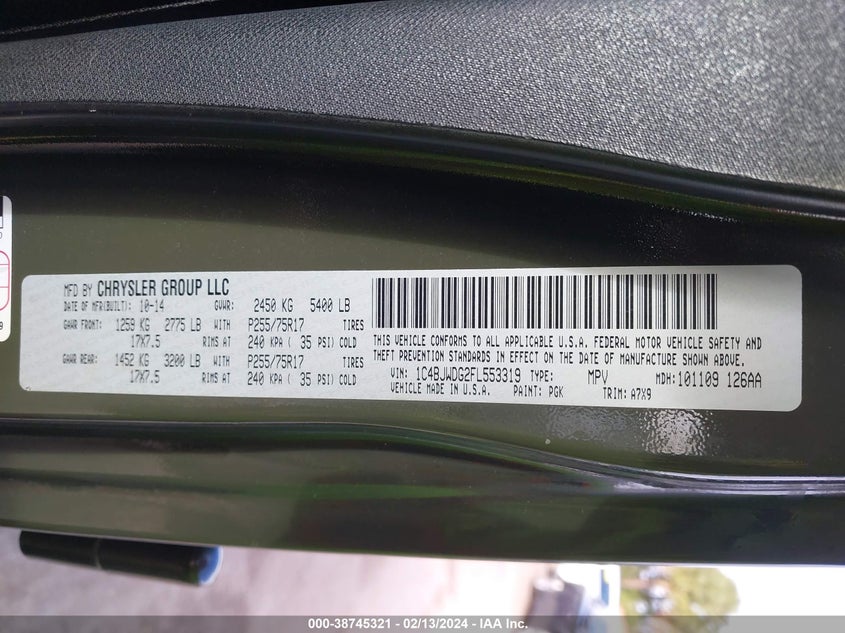 MFD BY CHRYSLER GROUP LLC
DATE OF MFR(BUILT): 10-14 GVWR: 2450 KG 5400 LB
GAWR FRONT: 1259 KG 2775 LB WITH P255/75R17 TIRES
17X7.5 RIMS AT 240 KPA ( 35 PSI) COLD
GAWR REAR: 1452 KG 3200 LB WITH P255/75R17 TIRES
17X7.5 RIMS AT 240 KPA ( 35 PSI) COLD
THIS VEHICLE CONFORMS TO ALL APPLICABLE U.S.A. FEDERAL MOTOR VEHICLE SAFETY AND
THEFT PREVENTION STANDARDS IN EFFECT ON THE DATE OF MANUFACTURE SHOWN ABOVE.
VIN: 1C4BJWDG2FL553319 TYPE: MPV MDH: 101109 126AA
VEHICLE MADE IN U.S.A. PAINT: PGK TRIM: A7X9
000-38745321 - 02/13/2024 - IAA Inc.